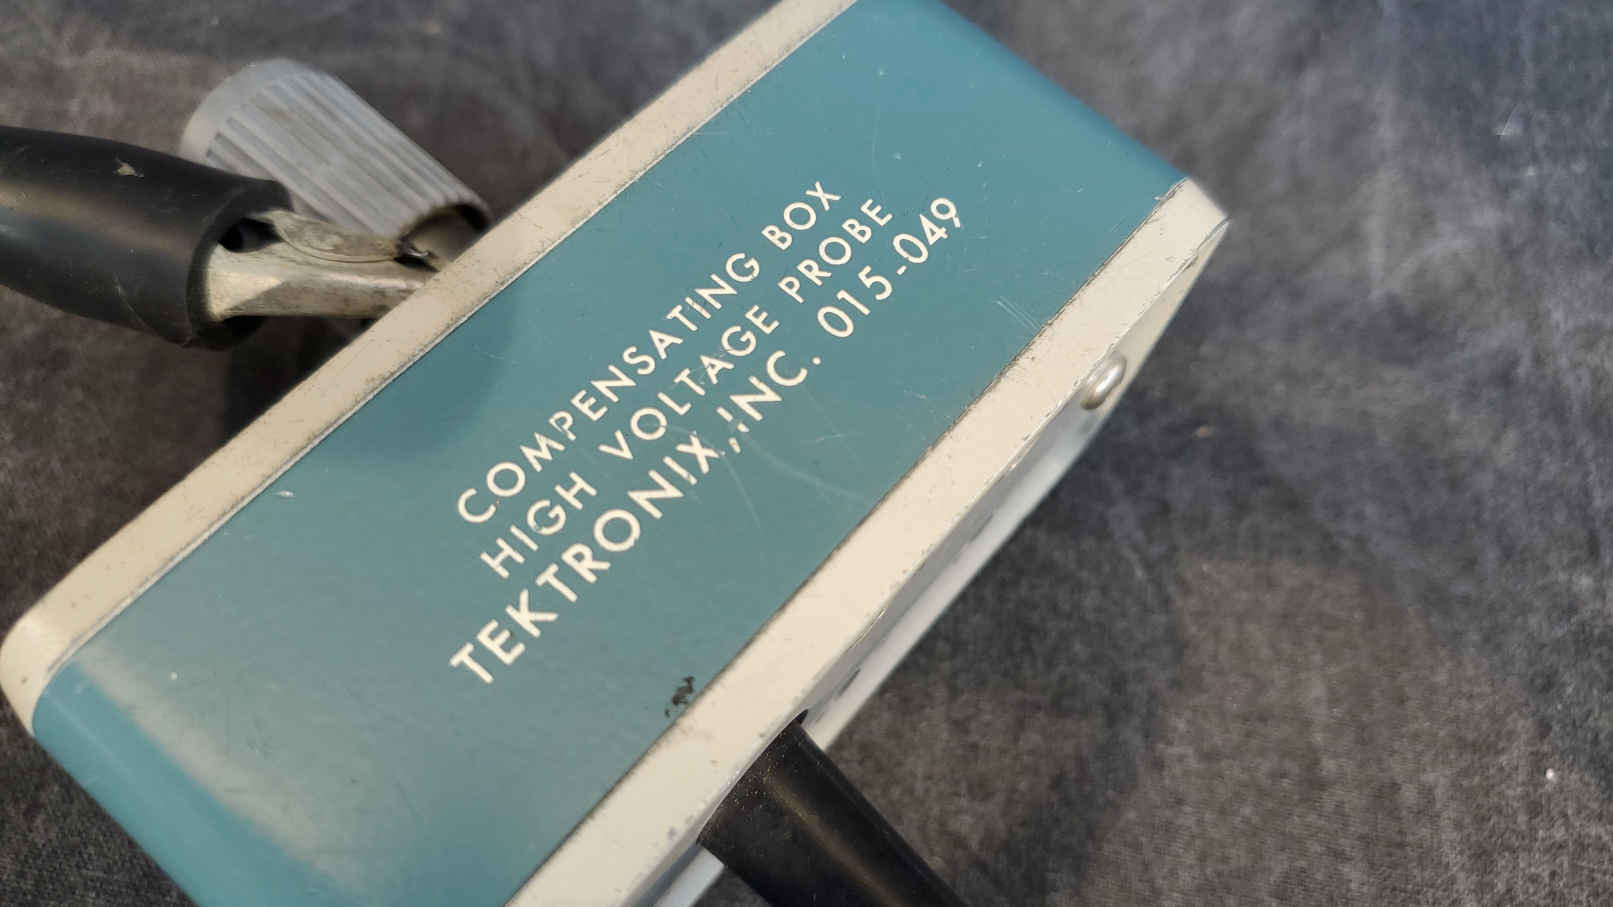 COMPENSATING BOX
HIGH VOLTAGE PROBE
TEKTRONIX, INC. 015-049